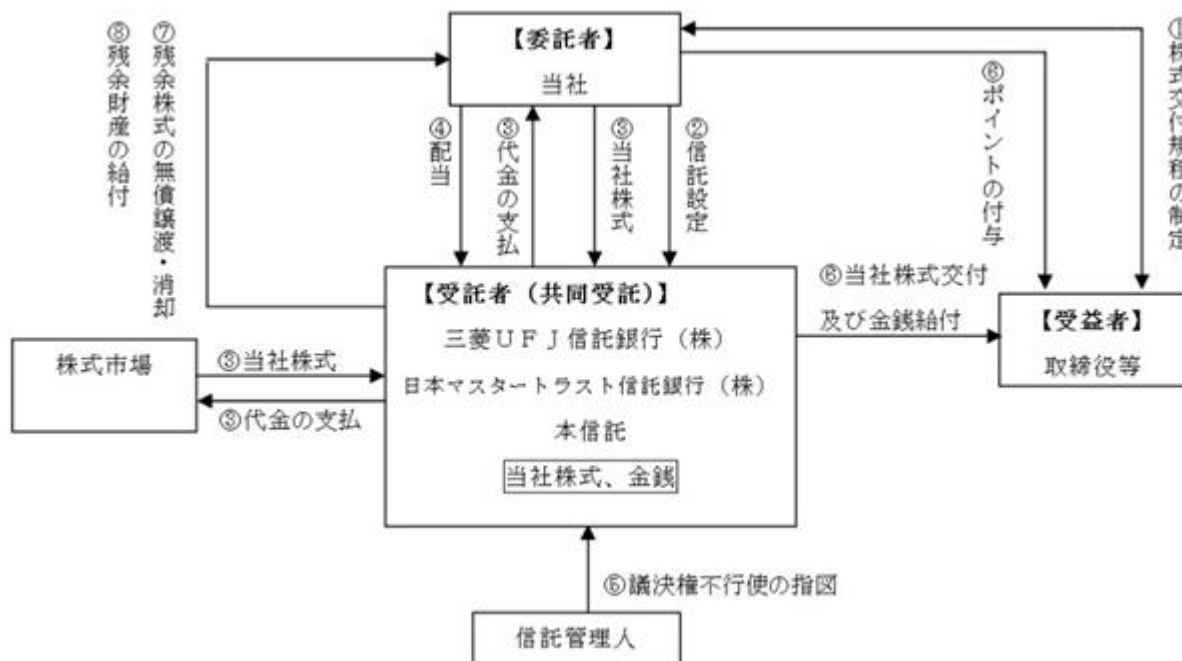 【委託者】
当社
⑧残余財産の給付
⑦残余株式の無償譲渡・消却
④配当
③代金の支払
③当社株式
②信託設定
⑥ポイントの付与
①株式交付規程の制定
【受託者（共同受託）】
三菱ＵＦＪ信託銀行（株）
日本マスタートラスト信託銀行（株）
本信託
当社株式、金銭
⑥当社株式交付
及び金銭給付
【受益者】
取締役等
株式市場
③当社株式
③代金の支払
⑤議決権不行使の指図
信託管理人